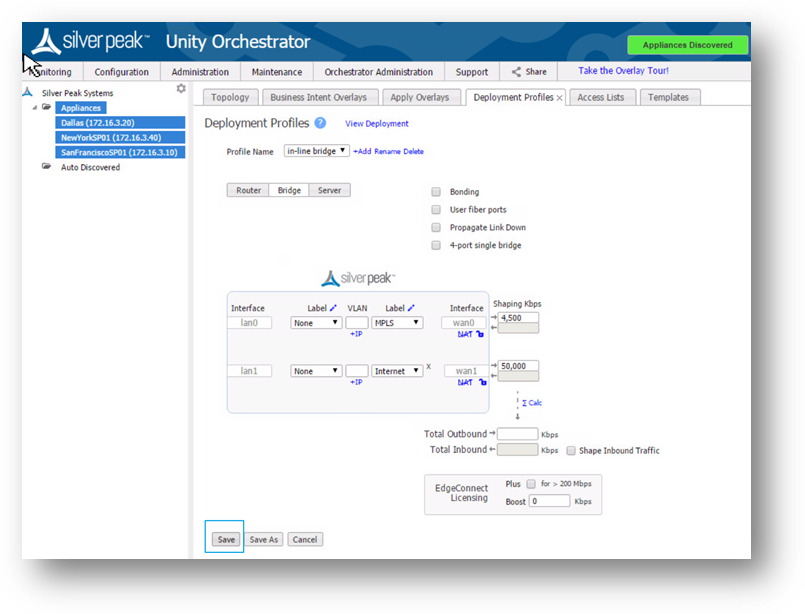 silver peak™ Unity Orchestrator Appliances Discovered
Monitoring Configuration Administration Maintenance Orchestrator Administration Support Share Take the Overlay Tour!
Silver Peak Systems
Appliances
Dallas (172.16.3.20)
NewYorkSP01 (172.16.3.40)
SanFranciscoSP01 (172.16.3.10)
Auto Discovered
Topology Business Intent Overlays Apply Overlays Deployment Profiles × Access Lists Templates
Deployment Profiles ? View Deployment
Profile Name in-line bridge ▼ +Add Rename Delete
Router Bridge Server
Bonding
User fiber ports
Propagate Link Down
4-port single bridge
silver peak™
Interface Label VLAN Label Interface Shaping Kbps
lan0 None ▼ MPLS ▼ wan0 → 4,500
+IP NAT ←
lan1 None ▼ Internet ▼ X wan1 → 50,000
+IP NAT ←
Σ Calc
Total Outbound → Kbps
Total Inbound ← Kbps Shape Inbound Traffic
EdgeConnect Licensing
Plus for > 200 Mbps
Boost 0 Kbps
Save Save As Cancel